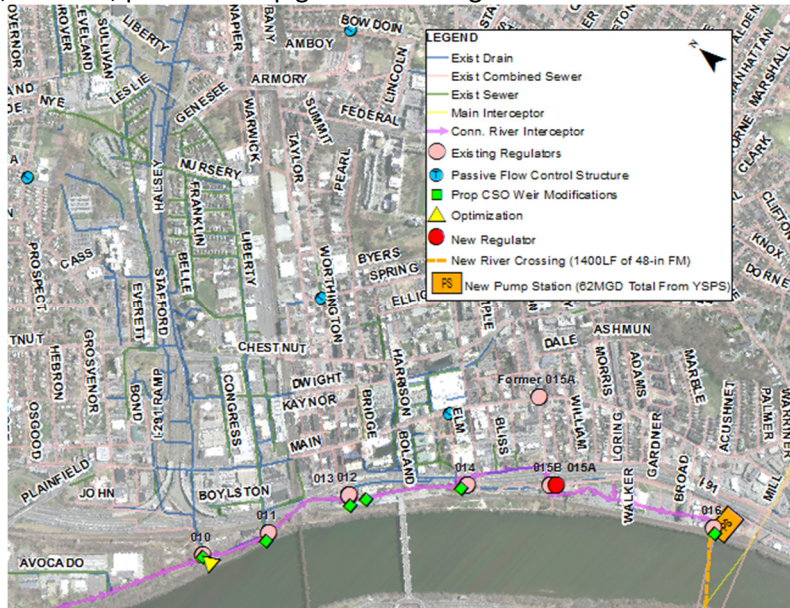 LEGEND
Exist Drain
Exist Combined Sewer
Exist Sewer
Main Interceptor
Conn. River Interceptor
Existing Regulators
Passive Flow Control Structure
Prop CSO Weir Modifications
Optimization
New Regulator
New River Crossing (1400LF of 48-in FM)
PS New Pump Station (62MGD Total From YSPS)
N
BOWDOIN
LIBERTY
AMBOY
ARMORY
LESLIE
NYE
GENESEE
FEDERAL
LINCOLN
SULLIVAN
NAPIER
WARWICK
SUMMIT
TAYLOR
PEARL
NURSERY
HALSEY
FRANKLIN
BELLE
LIBERTY
WORTHINGTON
BYERS
SPRING
PROSPECT
CASS
EVERETT
STAFFORD
CHESTNUT
HEBRON
GROSVENOR
OSGOOD
BOND
I-291 RAMP
CONGRESS
DWIGHT
KAYNOR
MAIN
BRIDGE
HARRISON
BOLAND
ELM
BLISS
DALE
ASHMUN
MORRIS
ADAMS
MARBLE
ACUSHNET
PALMER
WARRINER
Former 015A
WILLIAM
LORING
GARDNER
WALKER
BROAD
I 91
MILL
MANHATTAN
MARSHALL
CLARK
CLIFTON
KNOX
PLAINFIELD
JOHN
BOYLSTON
AVOCADO
010
011
013 012
014
015B 015A
016
PS